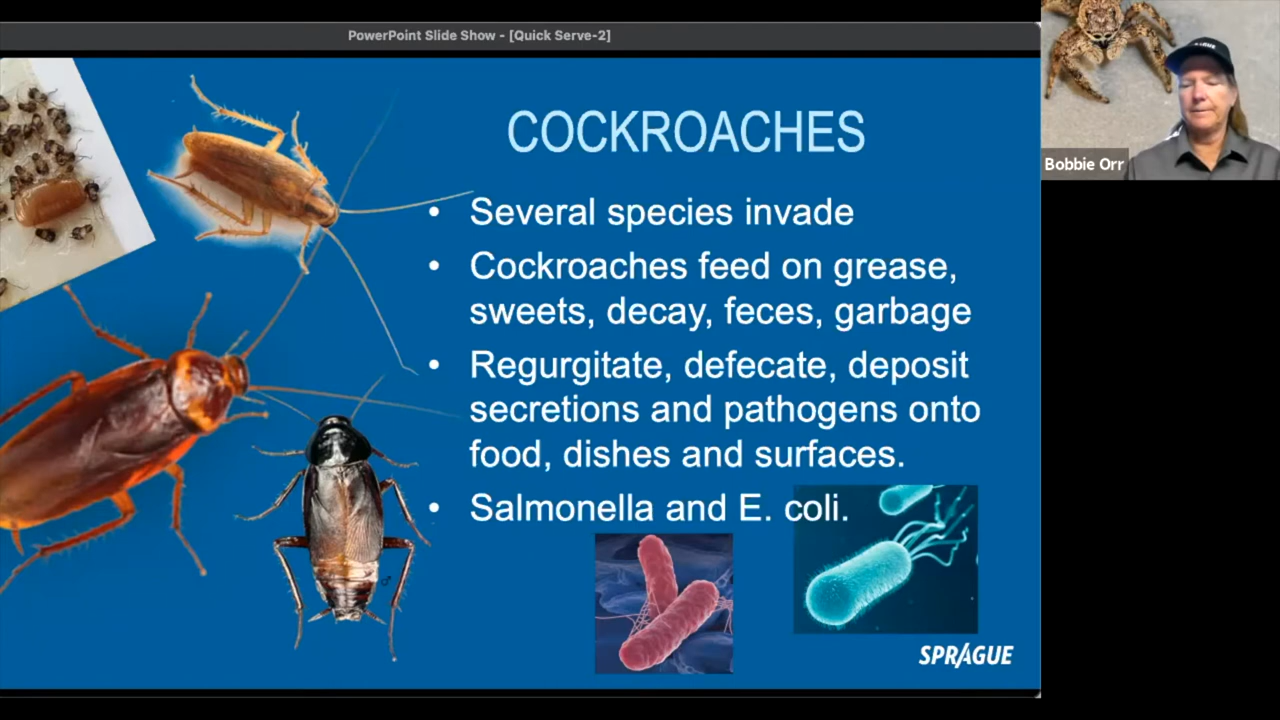 PowerPoint Slide Show - [Quick Serve-2]
COCKROACHES
• Several species invade
• Cockroaches feed on grease,
sweets, decay, feces, garbage
• Regurgitate, defecate, deposit
secretions and pathogens onto
food, dishes and surfaces.
• Salmonella and E. coli.
♂
SPRAGUE
Bobbie Orr